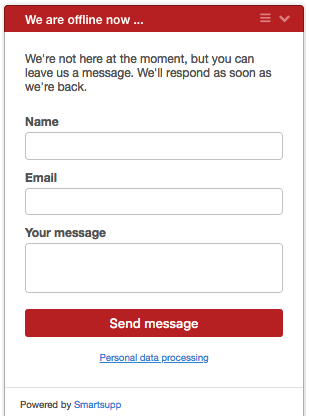 We are offline now ...
We're not here at the moment, but you can
leave us a message. We'll respond as soon as
we're back.
Name
Email
Your message
Send message
Personal data processing
Powered by Smartsupp